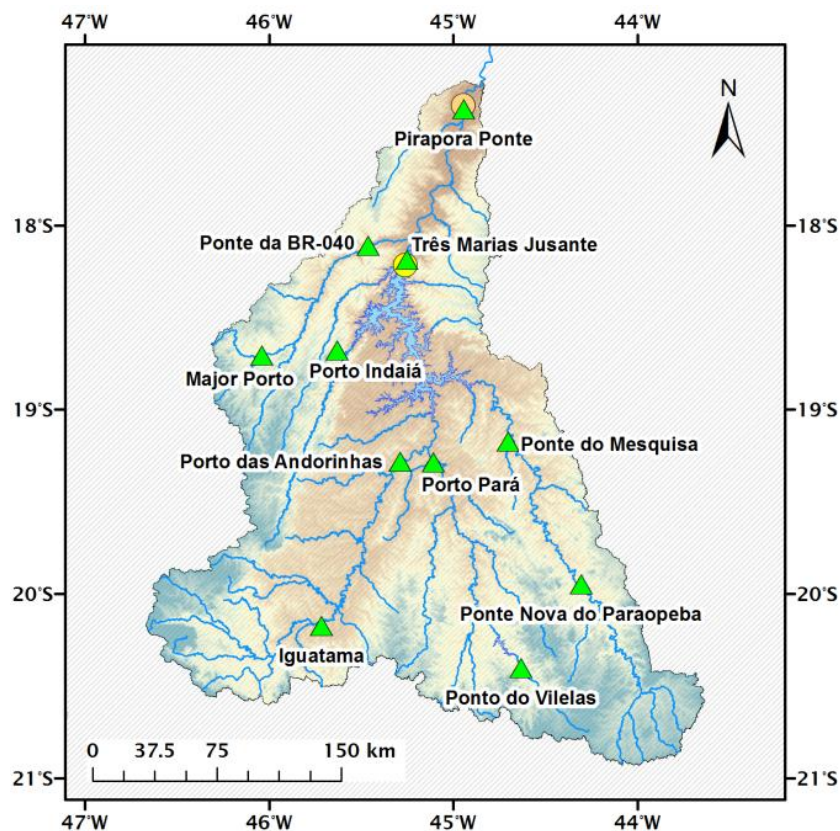 47°W 46°W 45°W 44°W
N
Pirapora Ponte
18°S 18°S
Ponte da BR-040 Três Marias Jusante
Major Porto Porto Indaiá
19°S 19°S
Ponte do Mesquisa
Porto das Andorinhas
Porto Pará
20°S 20°S
Ponte Nova do Paraopeba
Iguatama
Ponto do Vilelas
0 37.5 75 150 km
21°S 21°S
47°W 46°W 45°W 44°W